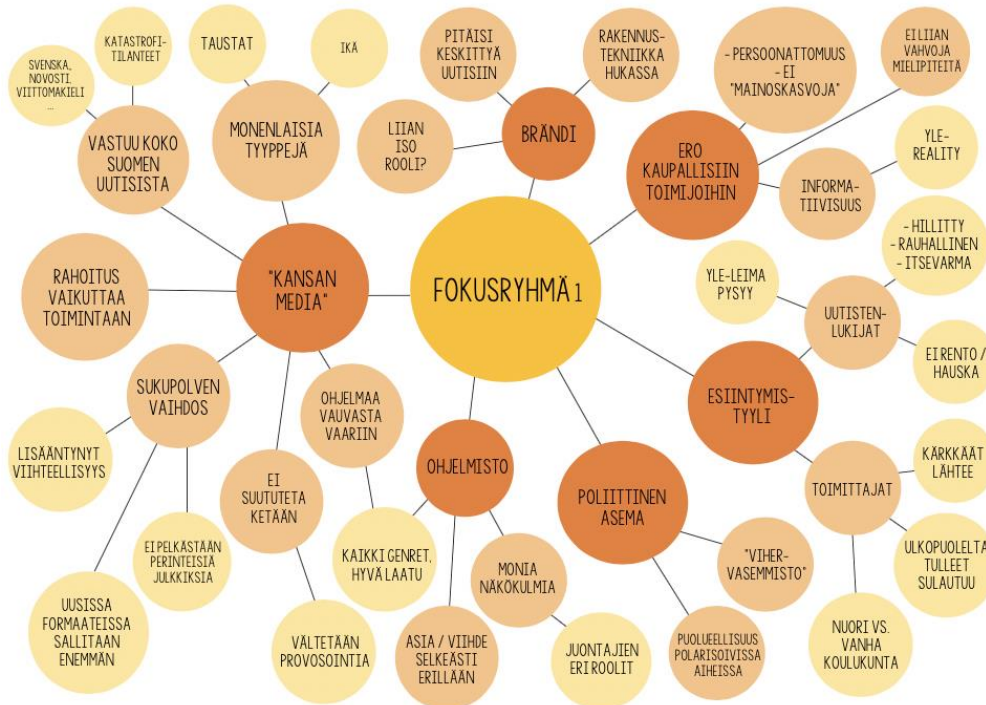 FOKUSRYHMÄ 1
"KANSAN
MEDIA"
VASTUU KOKO
SUOMEN
UUTISISTA
SVENSKA,
NOVOSTI,
VIITTOMAKIELI
...
KATASTROFI-
TILANTEET
MONENLAISIA
TYYPPEJÄ
TAUSTAT
IKÄ
RAHOITUS
VAIKUTTAA
TOIMINTAAN
SUKUPOLVEN
VAIHDOS
LISÄÄNTYNYT
VIIHTEELLISYYS
UUSISSA
FORMAATEISSA
SALLITAAN
ENEMMÄN
EI PELKÄSTÄÄN
PERINTEISIÄ
JULKKIKSIA
EI
SUUTUTETA
KETÄÄN
VÄLTETÄÄN
PROVOSOINTIA
OHJELMAA
VAUVASTA
VAARIIN
KAIKKI GENRET,
HYVÄ LAATU
OHJELMISTO
ASIA / VIIHDE
SELKEÄSTI
ERILLÄÄN
MONIA
NÄKÖKULMIA
JUONTAJIEN
ERI ROOLIT
POLIITTINEN
ASEMA
"VIHER-
VASEMMISTO"
PUOLUEELLISUUS
POLARISOIVISSA
AIHEISSA
ESIINTYMIS-
TYYLI
UUTISTEN-
LUKIJAT
YLE-LEIMA
PYSYY
- HILLITTY
- RAUHALLINEN
- ITSEVARMA
EI RENTO /
HAUSKA
TOIMITTAJAT
KÄRKKÄÄT
LÄHTEE
ULKOPUOLELTA
TULLEET
SULAUTUU
NUORI VS.
VANHA
KOULUKUNTA
ERO
KAUPALLISIIN
TOIMIJOIHIN
- PERSOONATTOMUUS
- EI
"MAINOSKASVOJA"
EI LIIAN
VAHVOJA
MIELIPITEITÄ
INFORMA-
TIIVISUUS
YLE-
REALITY
BRÄNDI
PITÄISI
KESKITTYÄ
UUTISIIN
RAKENNUS-
TEKNIIKKA
HUKASSA
LIIAN
ISO
ROOLI?